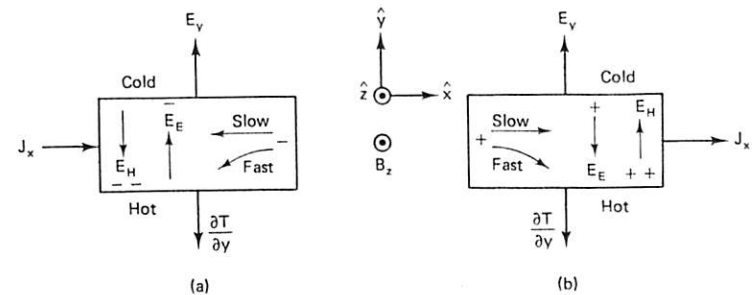 E_y
Cold
−
E_E
Slow
−
J_x
E_H
Fast
− −
Hot
∂T
∂y
(a)
ŷ
ẑ
x̂
B_z
E_y
Cold
+
E_H
Slow
+
J_x
Fast
E_E
+ +
Hot
∂T
∂y
(b)